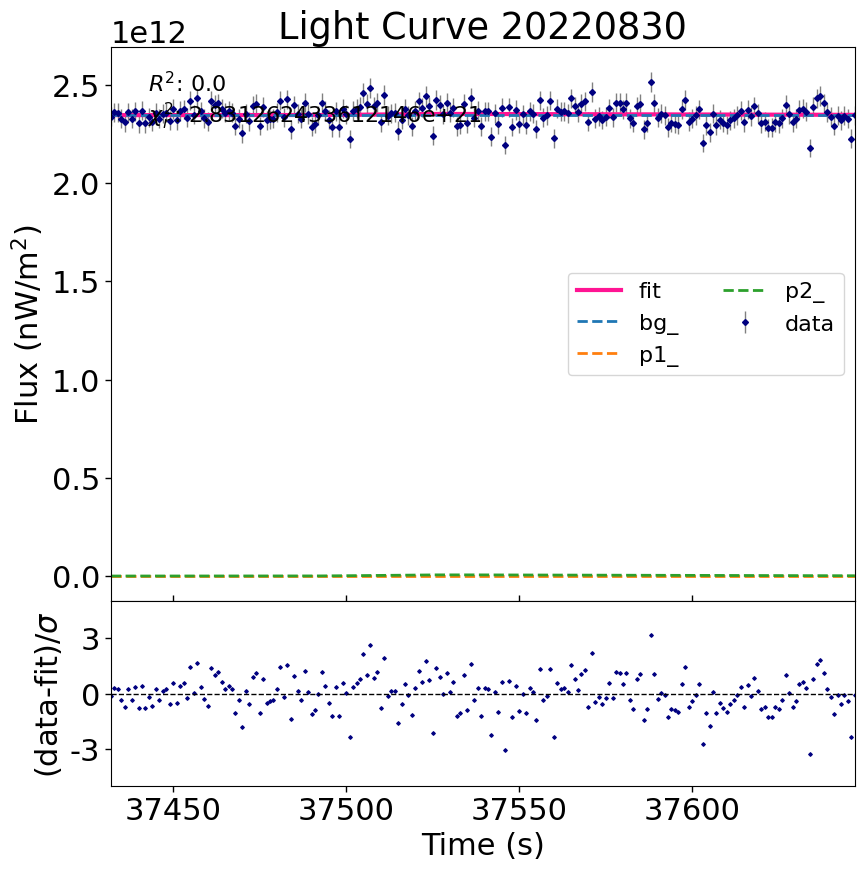 Light Curve 20220830
1e12
R²: 0.0
2.5
2.0
1.5
1.0
0.5
0.0
Flux (nW/m²)
fit
bg_
p1_
p2_
data
3
0
-3
(data-fit)/σ
37450 37500 37550 37600
Time (s)